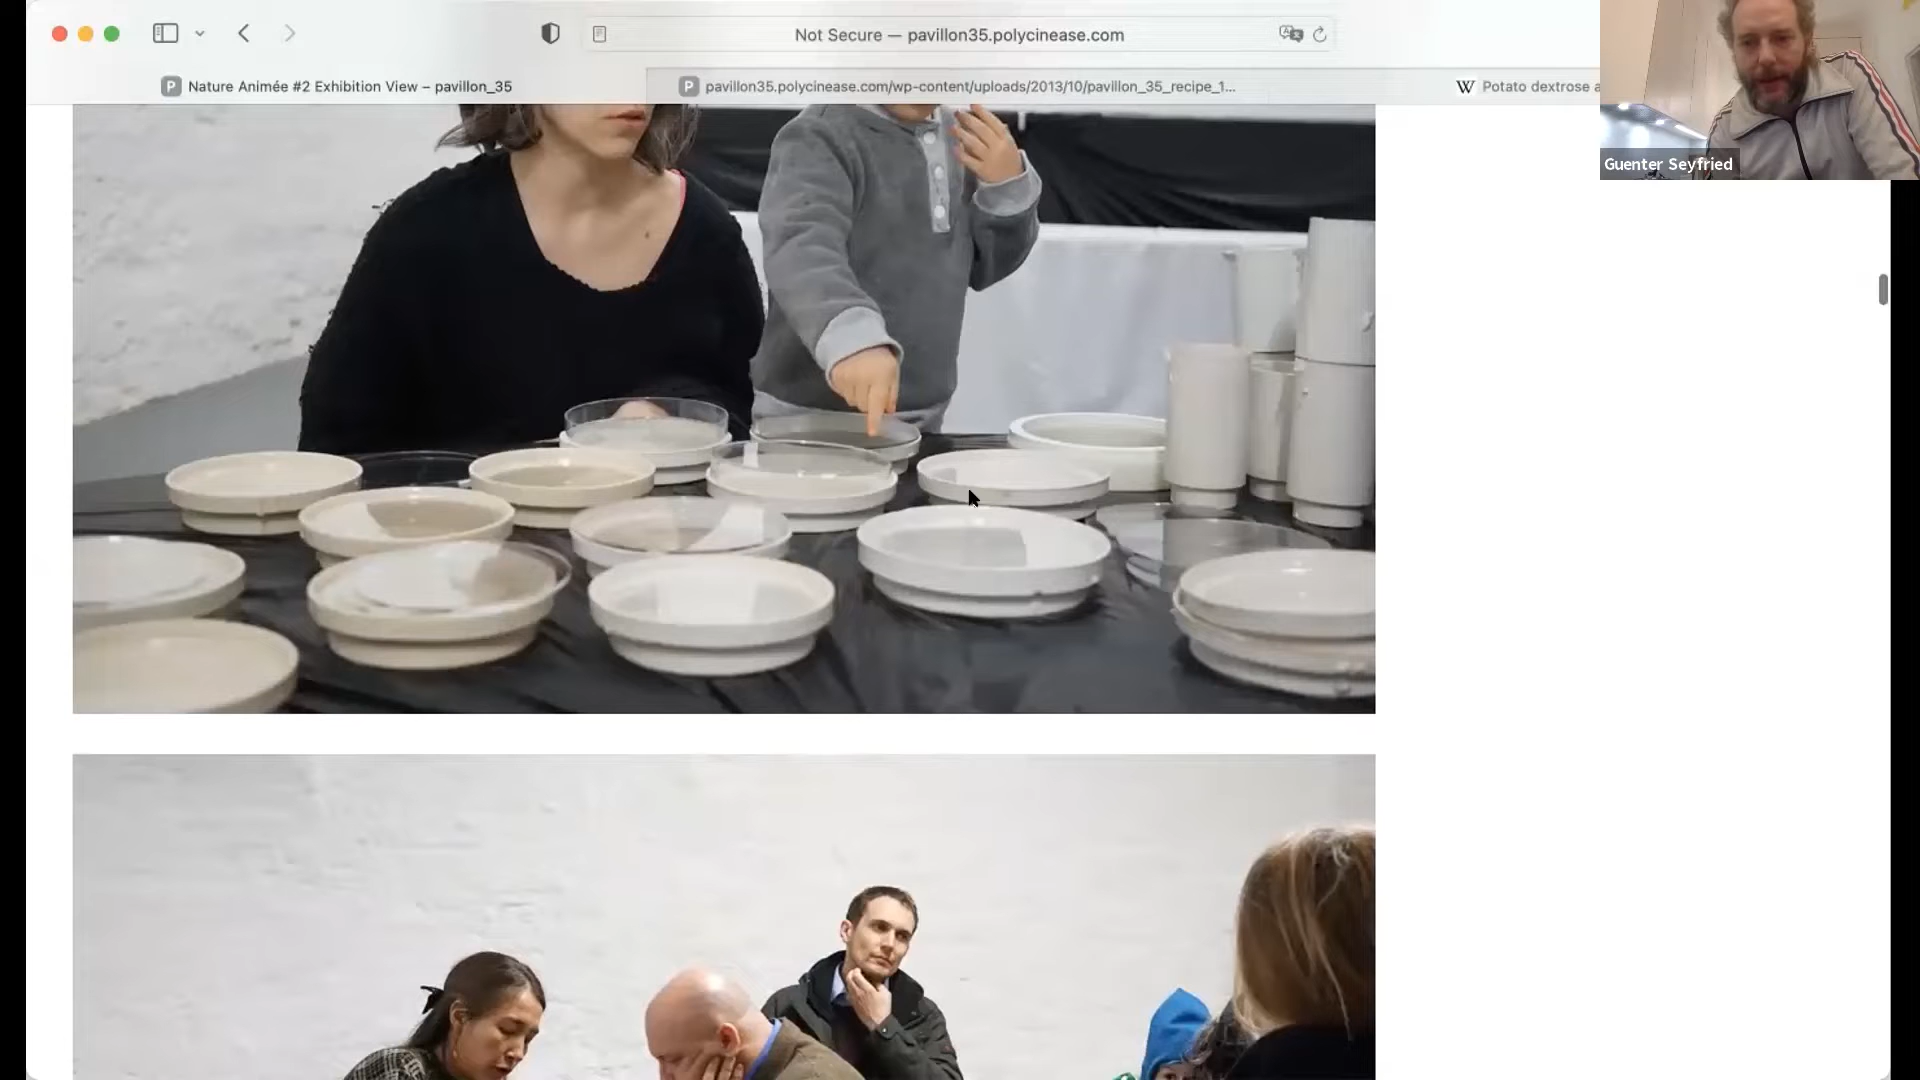 Not Secure — pavillon35.polycinease.com
P Nature Animée #2 Exhibition View – pavillon_35
P pavillon35.polycinease.com/wp-content/uploads/2013/10/pavillon_35_recipe_1...
W Potato dextrose a
Guenter Seyfried